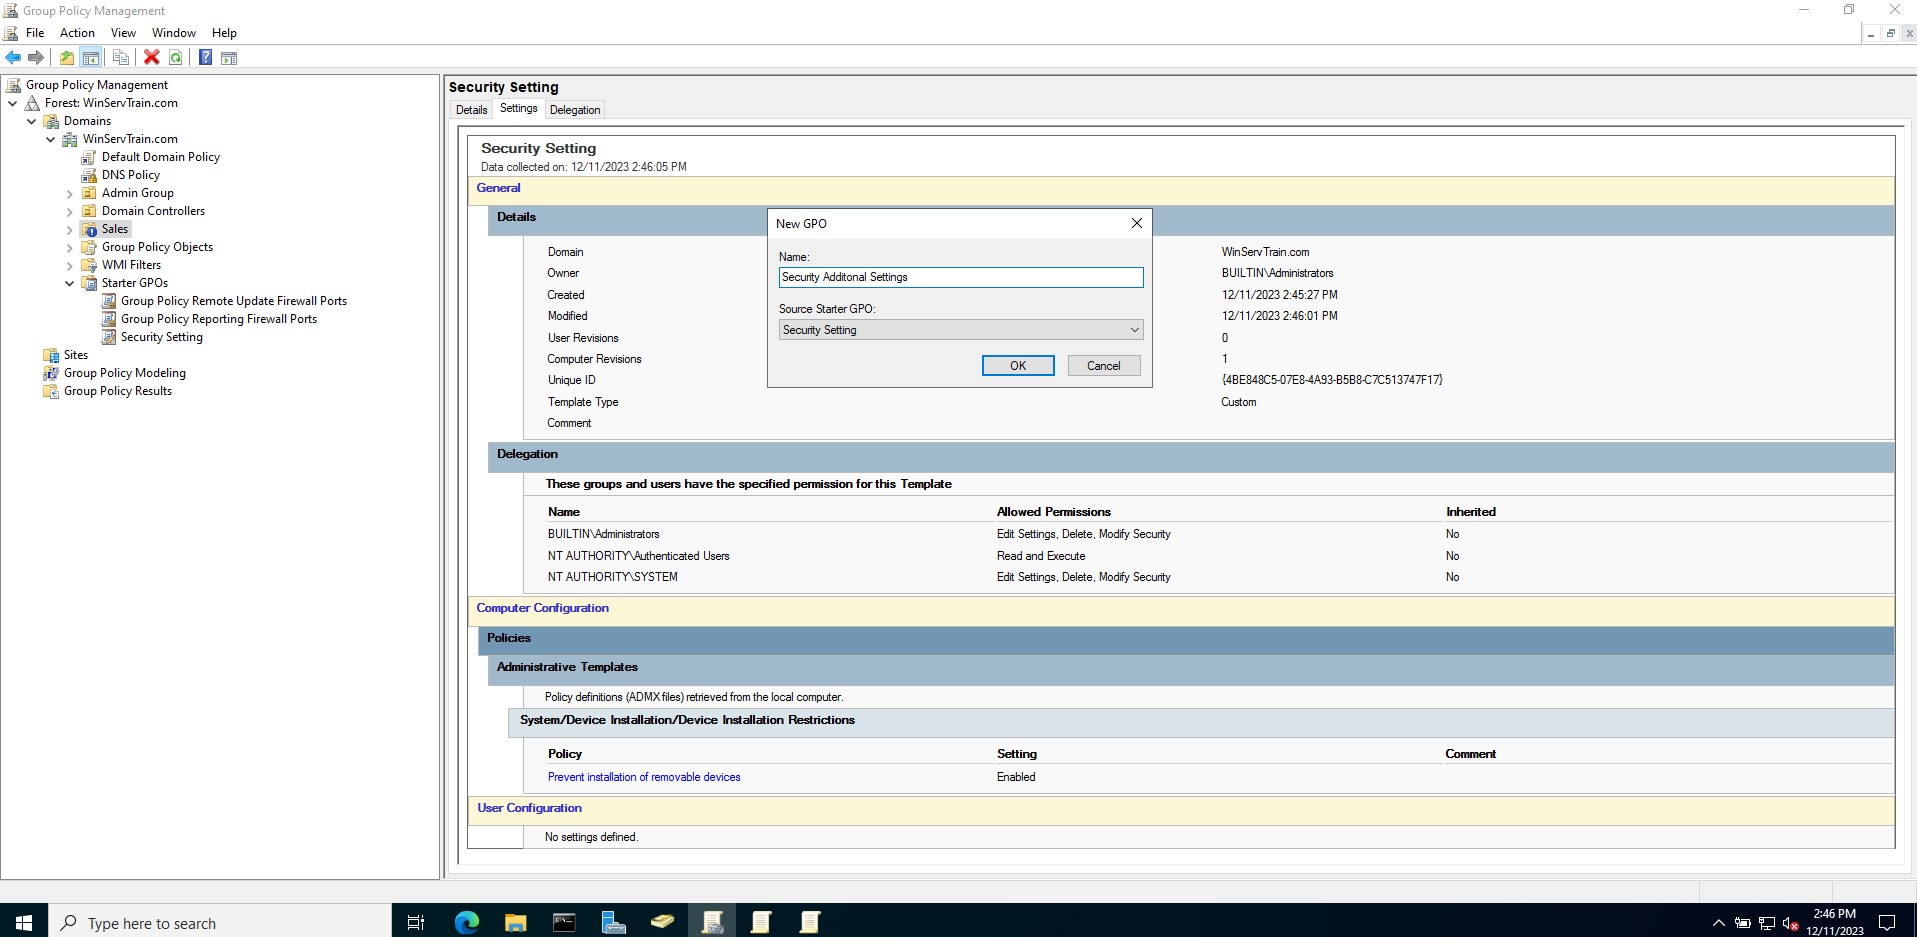 Group Policy Management
File Action View Window Help
Group Policy Management
Forest: WinServTrain.com
Domains
WinServTrain.com
Default Domain Policy
DNS Policy
Admin Group
Domain Controllers
Sales
Group Policy Objects
WMI Filters
Starter GPOs
Group Policy Remote Update Firewall Ports
Group Policy Reporting Firewall Ports
Security Setting
Sites
Group Policy Modeling
Group Policy Results
Security Setting
Details Settings Delegation
Security Setting
Data collected on: 12/11/2023 2:46:05 PM
General
Details
Domain WinServTrain.com
Owner BUILTIN\Administrators
Created 12/11/2023 2:45:27 PM
Modified 12/11/2023 2:46:01 PM
User Revisions 0
Computer Revisions 1
Unique ID {4BE848C5-07E8-4A93-B5B8-C7C513747F17}
Template Type Custom
Comment
New GPO
Name:
Security Additonal Settings
Source Starter GPO:
Security Setting
OK Cancel
Delegation
These groups and users have the specified permission for this Template
Name Allowed Permissions Inherited
BUILTIN\Administrators Edit Settings, Delete, Modify Security No
NT AUTHORITY\Authenticated Users Read and Execute No
NT AUTHORITY\SYSTEM Edit Settings, Delete, Modify Security No
Computer Configuration
Policies
Administrative Templates
Policy definitions (ADMX files) retrieved from the local computer.
System/Device Installation/Device Installation Restrictions
Policy Setting Comment
Prevent installation of removable devices Enabled
User Configuration
No settings defined.
Type here to search
2:46 PM
12/11/2023